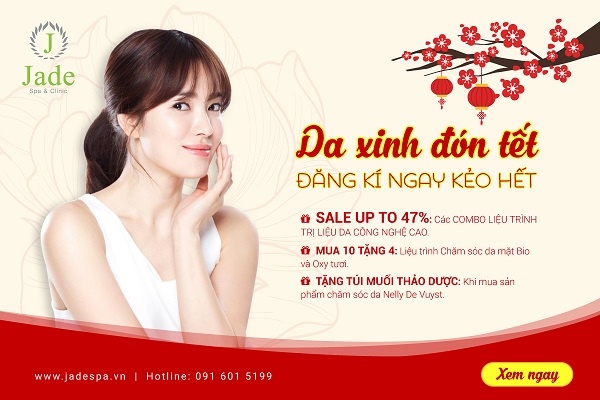 J
Jade
Spa & Clinic
Da xinh đón tết
ĐĂNG KÍ NGAY KẺO HẾT
SALE UP TO 47%: Các COMBO LIỆU TRÌNH
TRỊ LIỆU DA CÔNG NGHỆ CAO.
MUA 10 TẶNG 4: Liệu trình Chăm sóc da mặt Bio
và Oxy tươi.
TẶNG TÚI MUỐI THẢO DƯỢC: Khi mua sản
phẩm chăm sóc da Nelly De Vuyst.
www.jadespa.vn | Hotline: 091 601 5199
Xem ngay